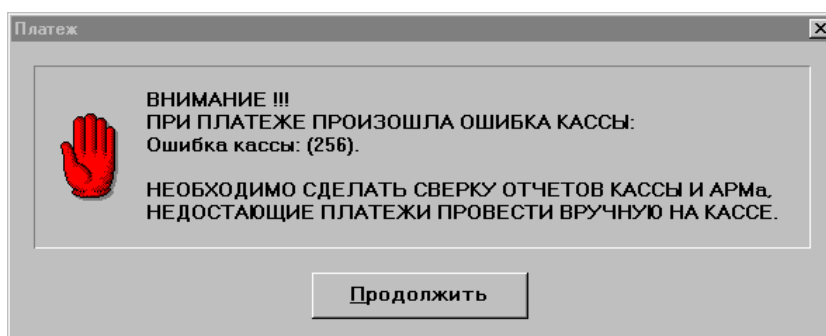 Платеж
ВНИМАНИЕ !!!
ПРИ ПЛАТЕЖЕ ПРОИЗОШЛА ОШИБКА КАССЫ:
Ошибка кассы: (256).
НЕОБХОДИМО СДЕЛАТЬ СВЕРКУ ОТЧЕТОВ КАССЫ И АРМа,
НЕДОСТАЮЩИЕ ПЛАТЕЖИ ПРОВЕСТИ ВРУЧНУЮ НА КАССЕ.
Продолжить